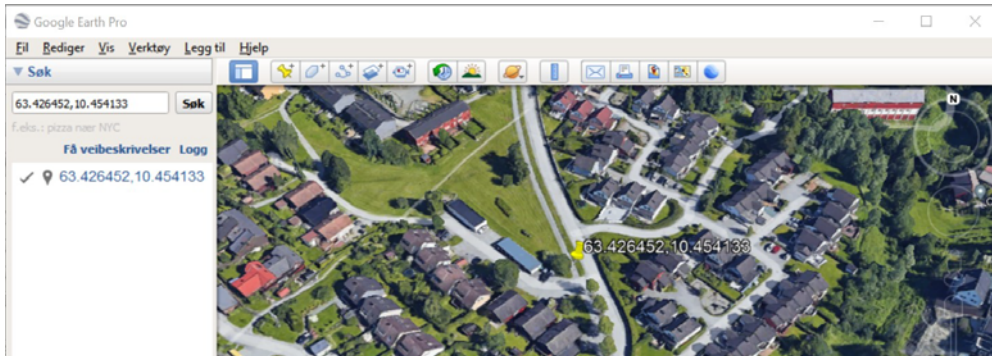 Google Earth Pro
Fil Rediger Vis Verktøy Legg til Hjelp
Søk
63.426452,10.454133 Søk
f.eks.: pizza nær NYC
Få veibeskrivelser Logg
63.426452,10.454133
63.426452,10.454133
N